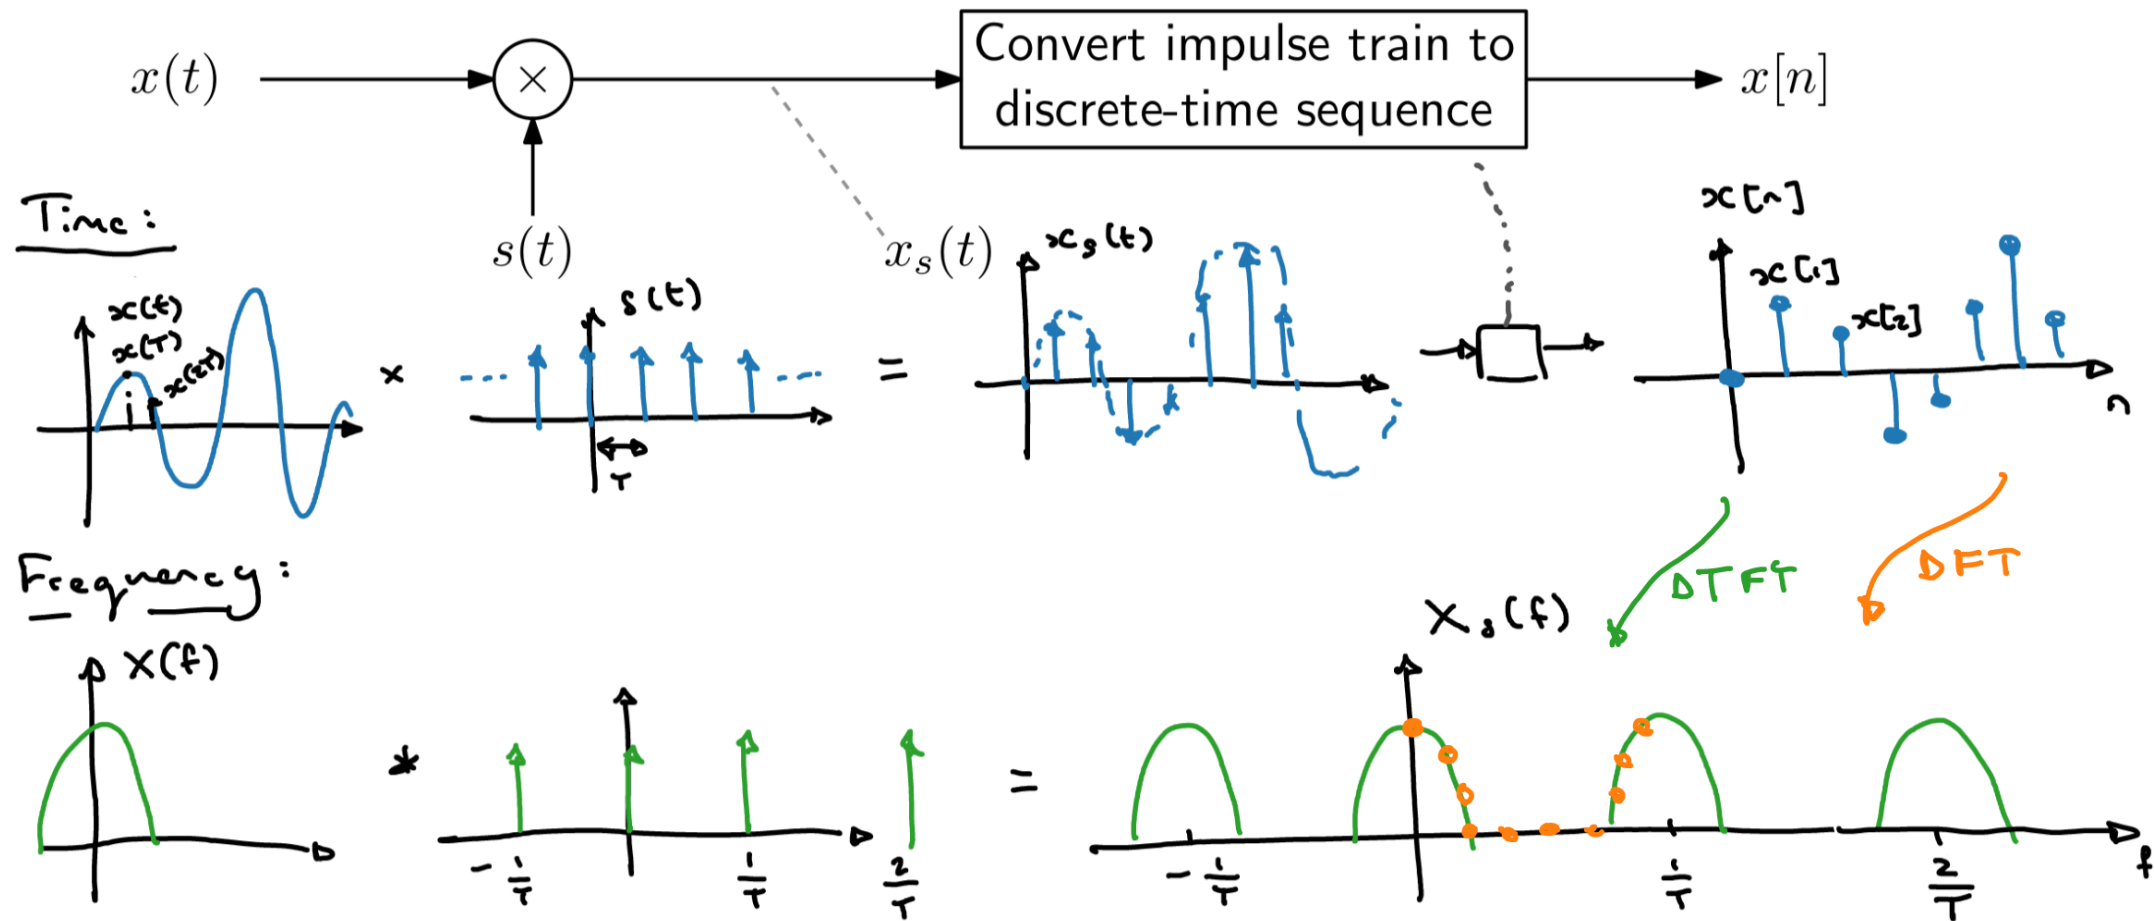 x(t)
×
Convert impulse train to
discrete-time sequence
x[n]
s(t)
x_s(t)
Time:
x(t)
x(T)
x(2T)
×
s(t)
T
=
x_s(t)
x[n]
x[1]
x[2]
n
DTFT
DFT
Frequency:
X(f)
*
-1/T
1/T
2/T
=
X_s(f)
-1/T
1/T
2/T
f